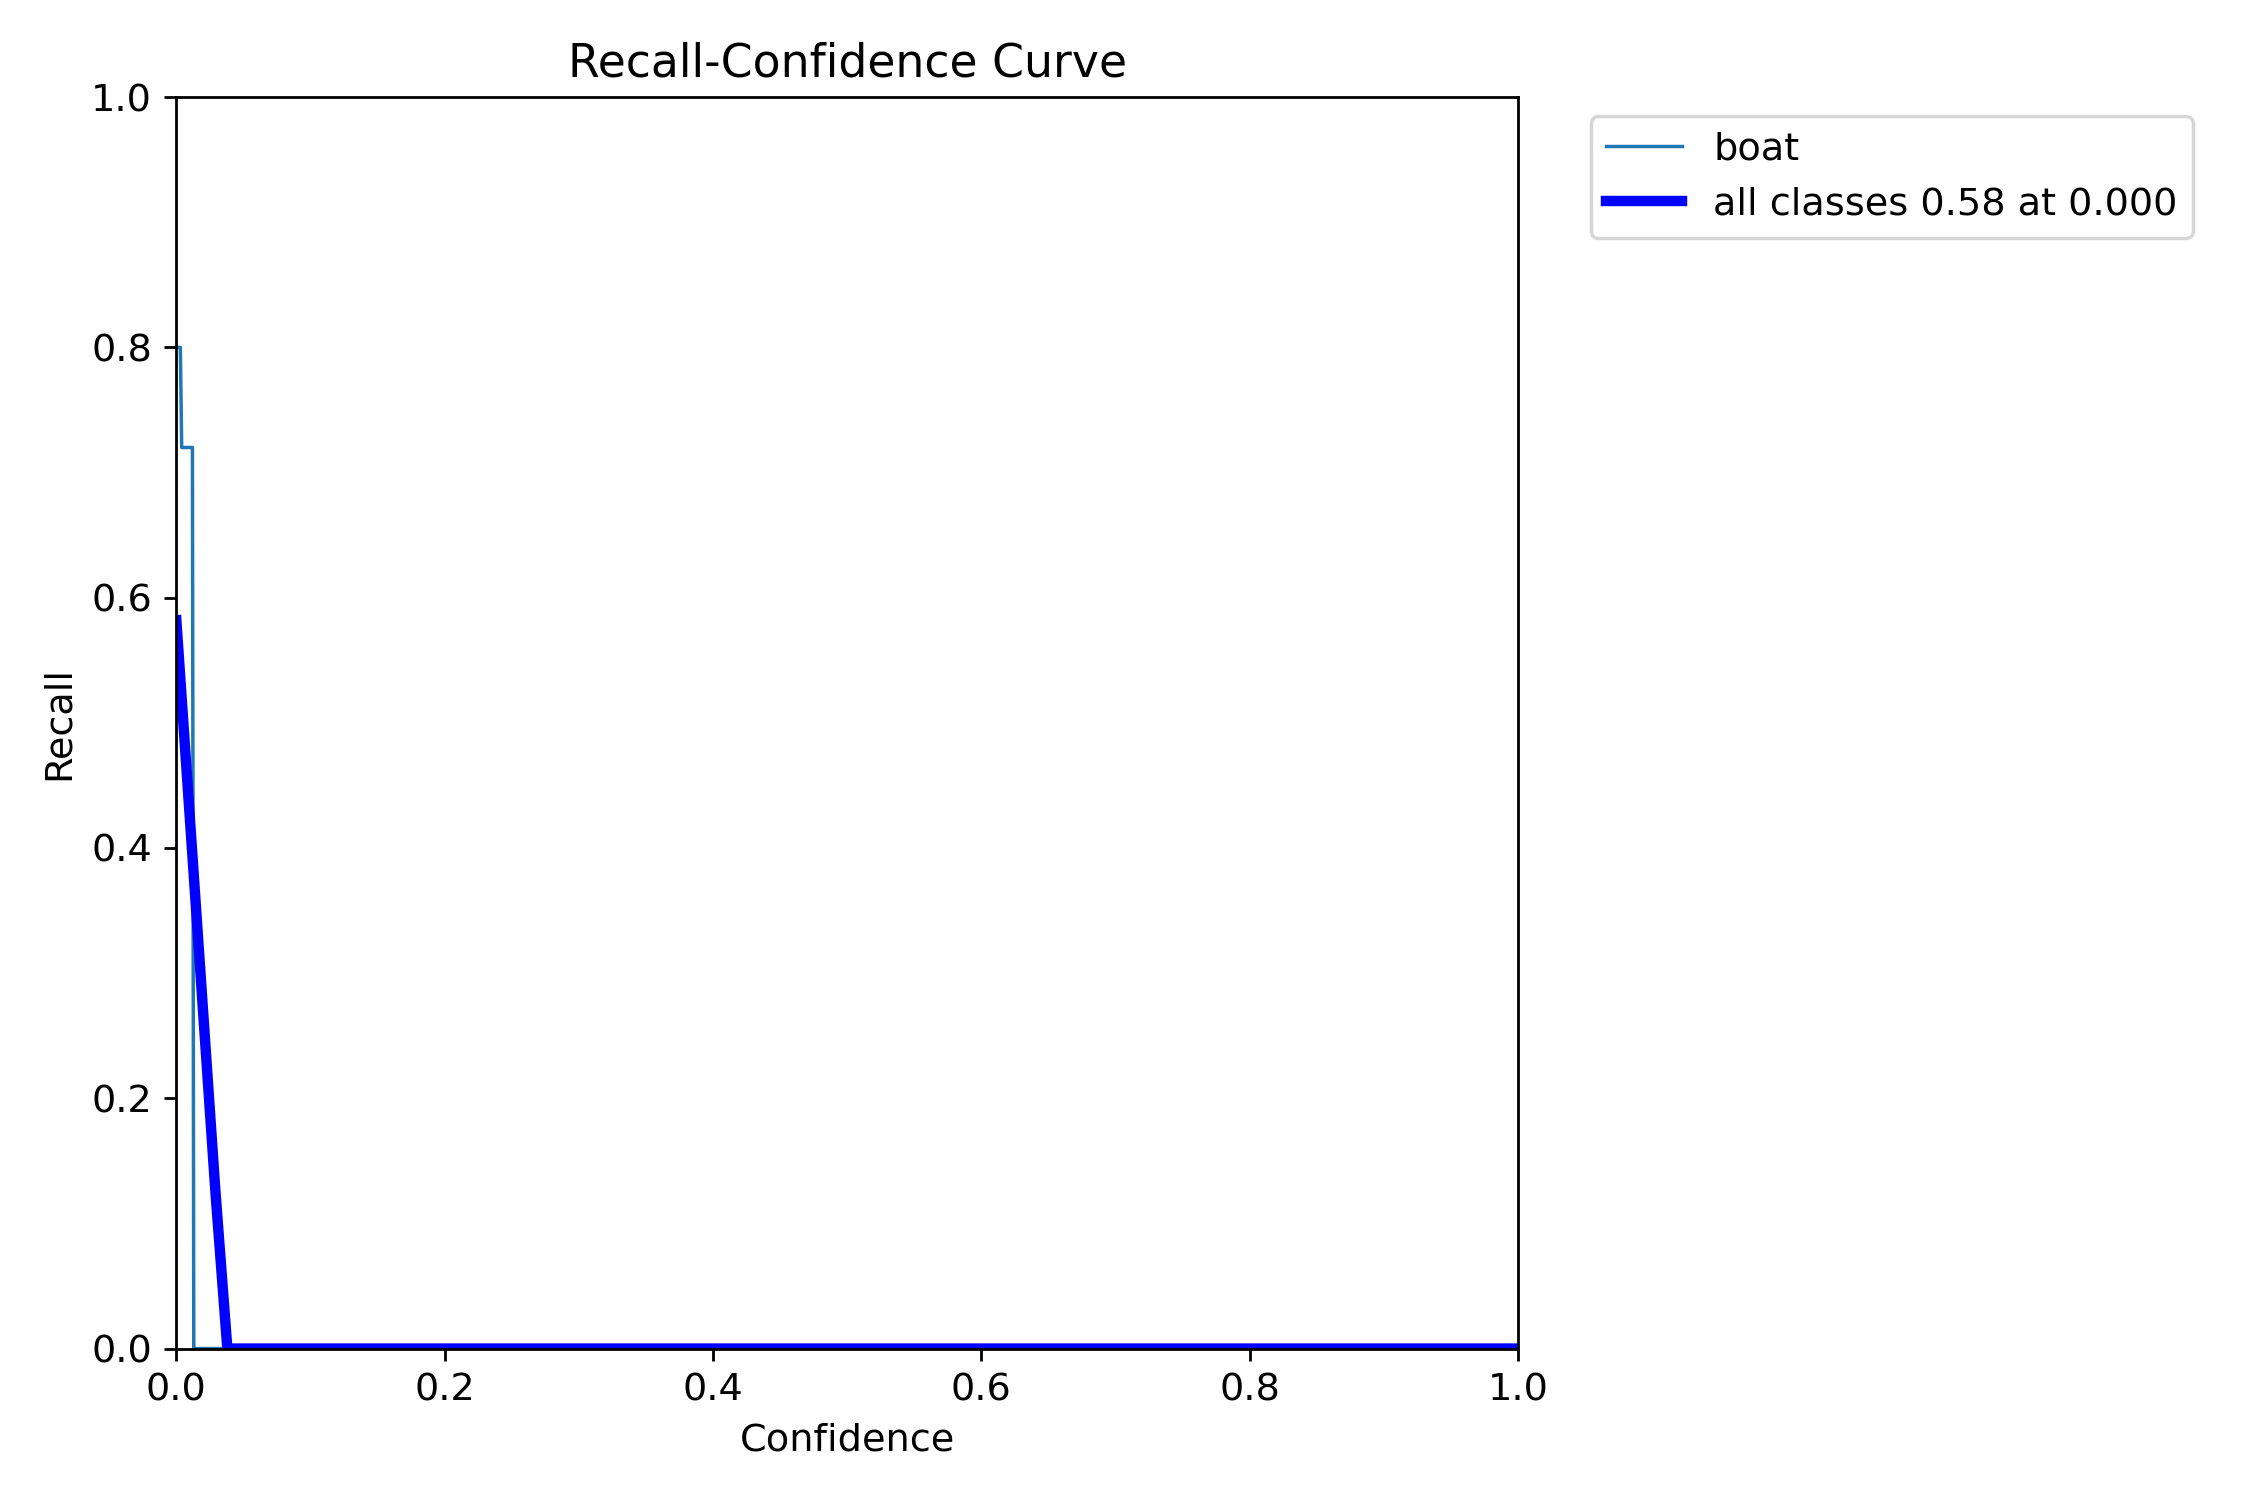 Recall-Confidence Curve
1.0
0.8
0.6
0.4
0.2
0.0
Recall
0.0 0.2 0.4 0.6 0.8 1.0
Confidence
boat
all classes 0.58 at 0.000